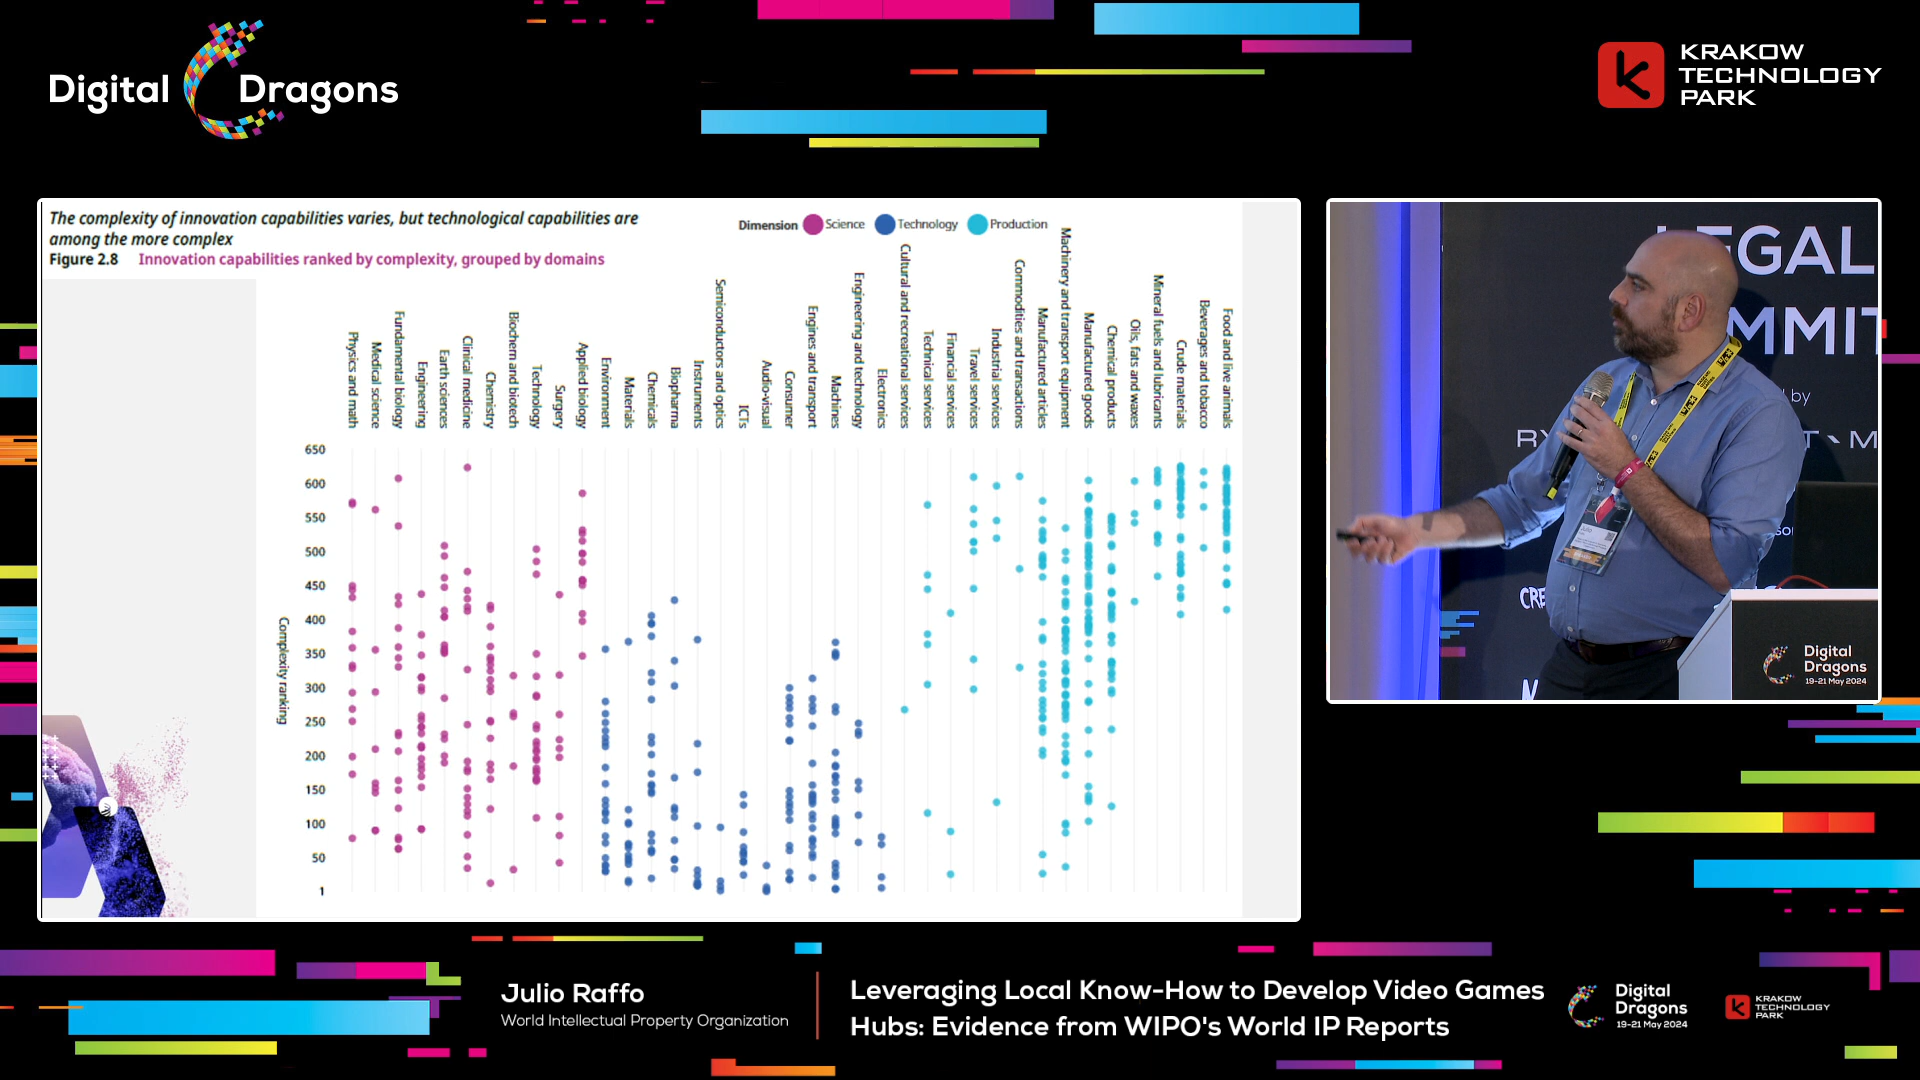 Digital Dragons
KRAKOW
TECHNOLOGY
PARK
The complexity of innovation capabilities varies, but technological capabilities are
among the more complex
Figure 2.8 Innovation capabilities ranked by complexity, grouped by domains
Dimension Science Technology Production
Physics and math
Medical science
Fundamental biology
Engineering
Earth sciences
Clinical medicine
Chemistry
Biochem and biotech
Technology
Surgery
Applied biology
Environment
Materials
Chemicals
Biopharma
Instruments
Semiconductors and optics
ICTs
Audio-visual
Consumer
Engines and transport
Machines
Engineering and technology
Electronics
Cultural and recreational services
Technical services
Financial services
Travel services
Industrial services
Commodities and transactions
Manufactured articles
Machinery and transport equipment
Manufactured goods
Chemical products
Oils, fats and waxes
Mineral fuels and lubricants
Crude materials
Beverages and tobacco
Food and live animals
Complexity ranking
650
600
550
500
450
400
350
300
250
200
150
100
50
1
LEGAL
MMIT
by
RY
T
M
CRE
Digital
Dragons
19-21 May 2024
Julio Raffo
World Intellectual Property Organization
Leveraging Local Know-How to Develop Video Games
Hubs: Evidence from WIPO's World IP Reports
Digital
Dragons
19-21 May 2024
KRAKOW
TECHNOLOGY
PARK